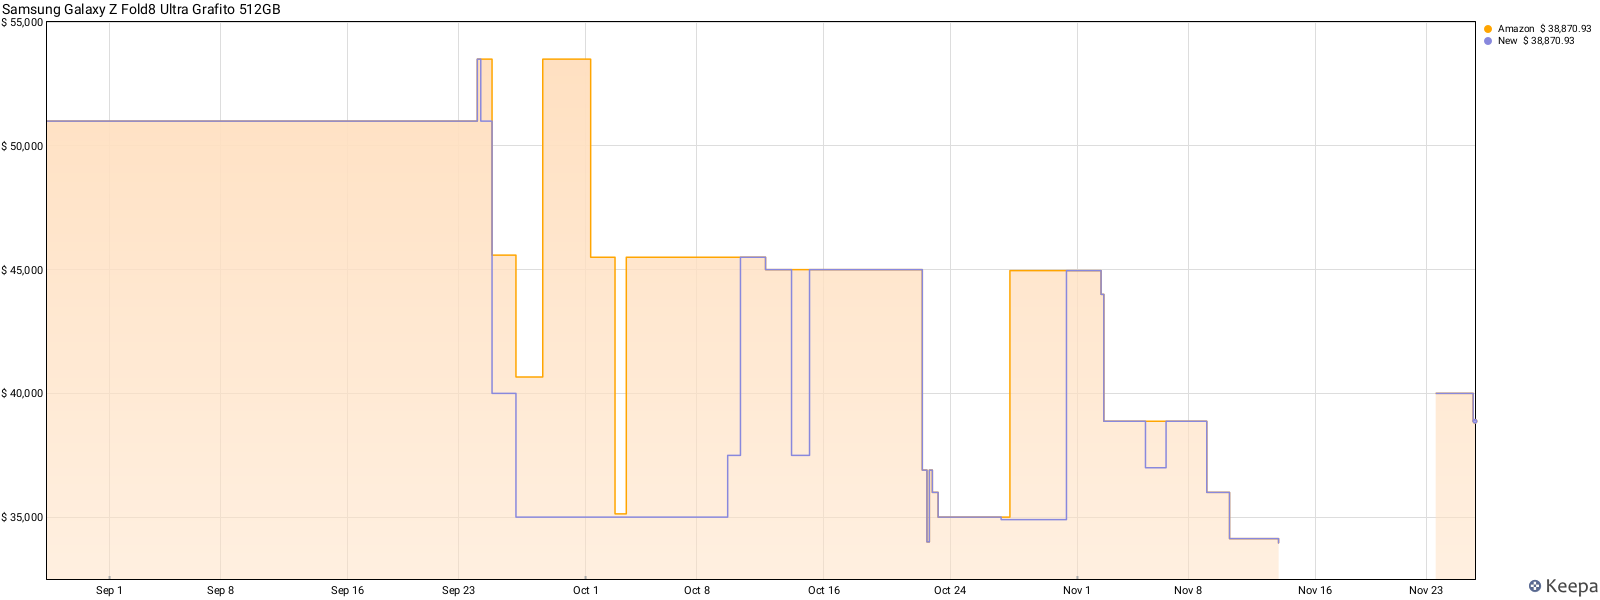 Samsung Galaxy Z Fold8 Ultra Grafito 512GB
$ 55,000
$ 50,000
$ 45,000
$ 40,000
$ 35,000
Sep 1 Sep 8 Sep 16 Sep 23 Oct 1 Oct 8 Oct 16 Oct 24 Nov 1 Nov 8 Nov 16 Nov 23
Amazon $ 38,870.93
New $ 38,870.93
Keepa